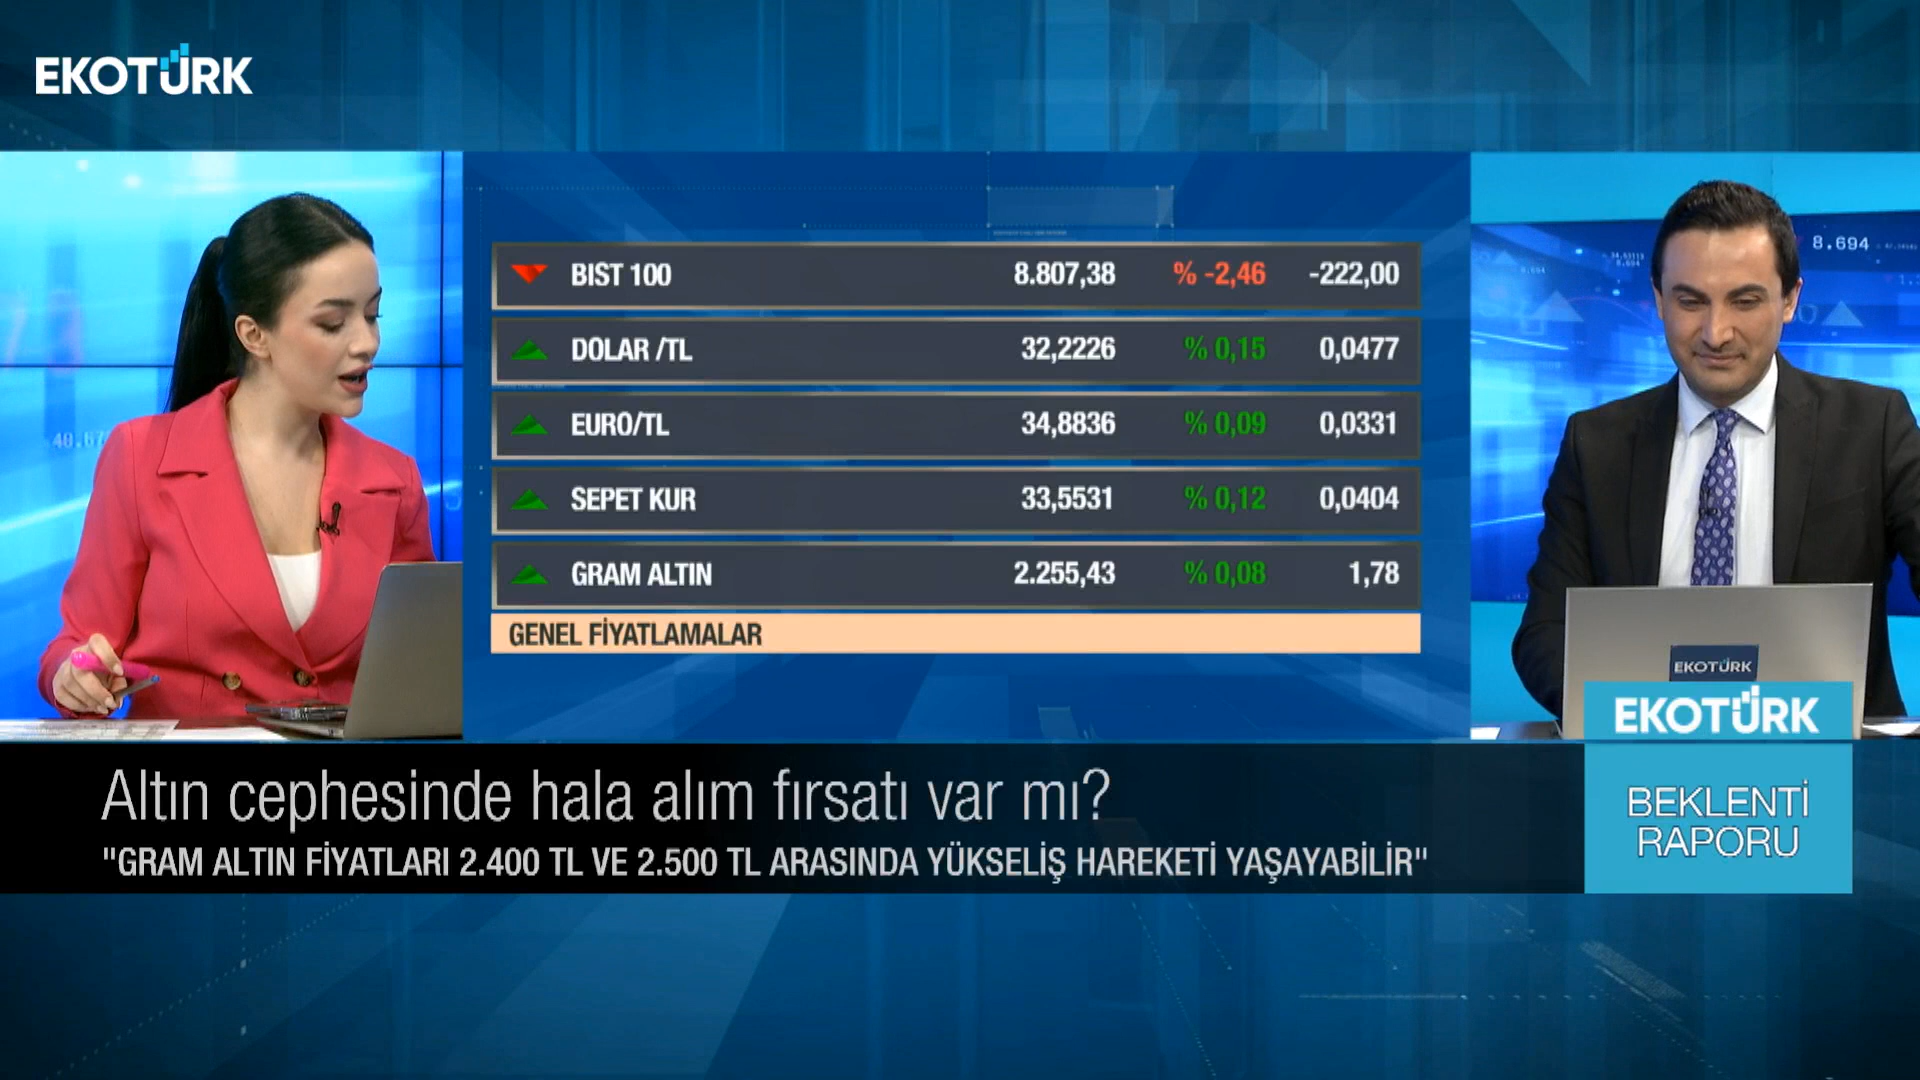 EKOTÜRK
8.694
40.67
BIST 100 8.807,38 % -2,46 -222,00
DOLAR /TL 32,2226 % 0,15 0,0477
EURO/TL 34,8836 % 0,09 0,0331
SEPET KUR 33,5531 % 0,12 0,0404
GRAM ALTIN 2.255,43 % 0,08 1,78
GENEL FİYATLAMALAR
EKOTÜRK
EKOTÜRK
Altın cephesinde hala alım fırsatı var mı?
"GRAM ALTIN FİYATLARI 2.400 TL VE 2.500 TL ARASINDA YÜKSELİŞ HAREKETİ YAŞAYABİLİR"
BEKLENTİ
RAPORU